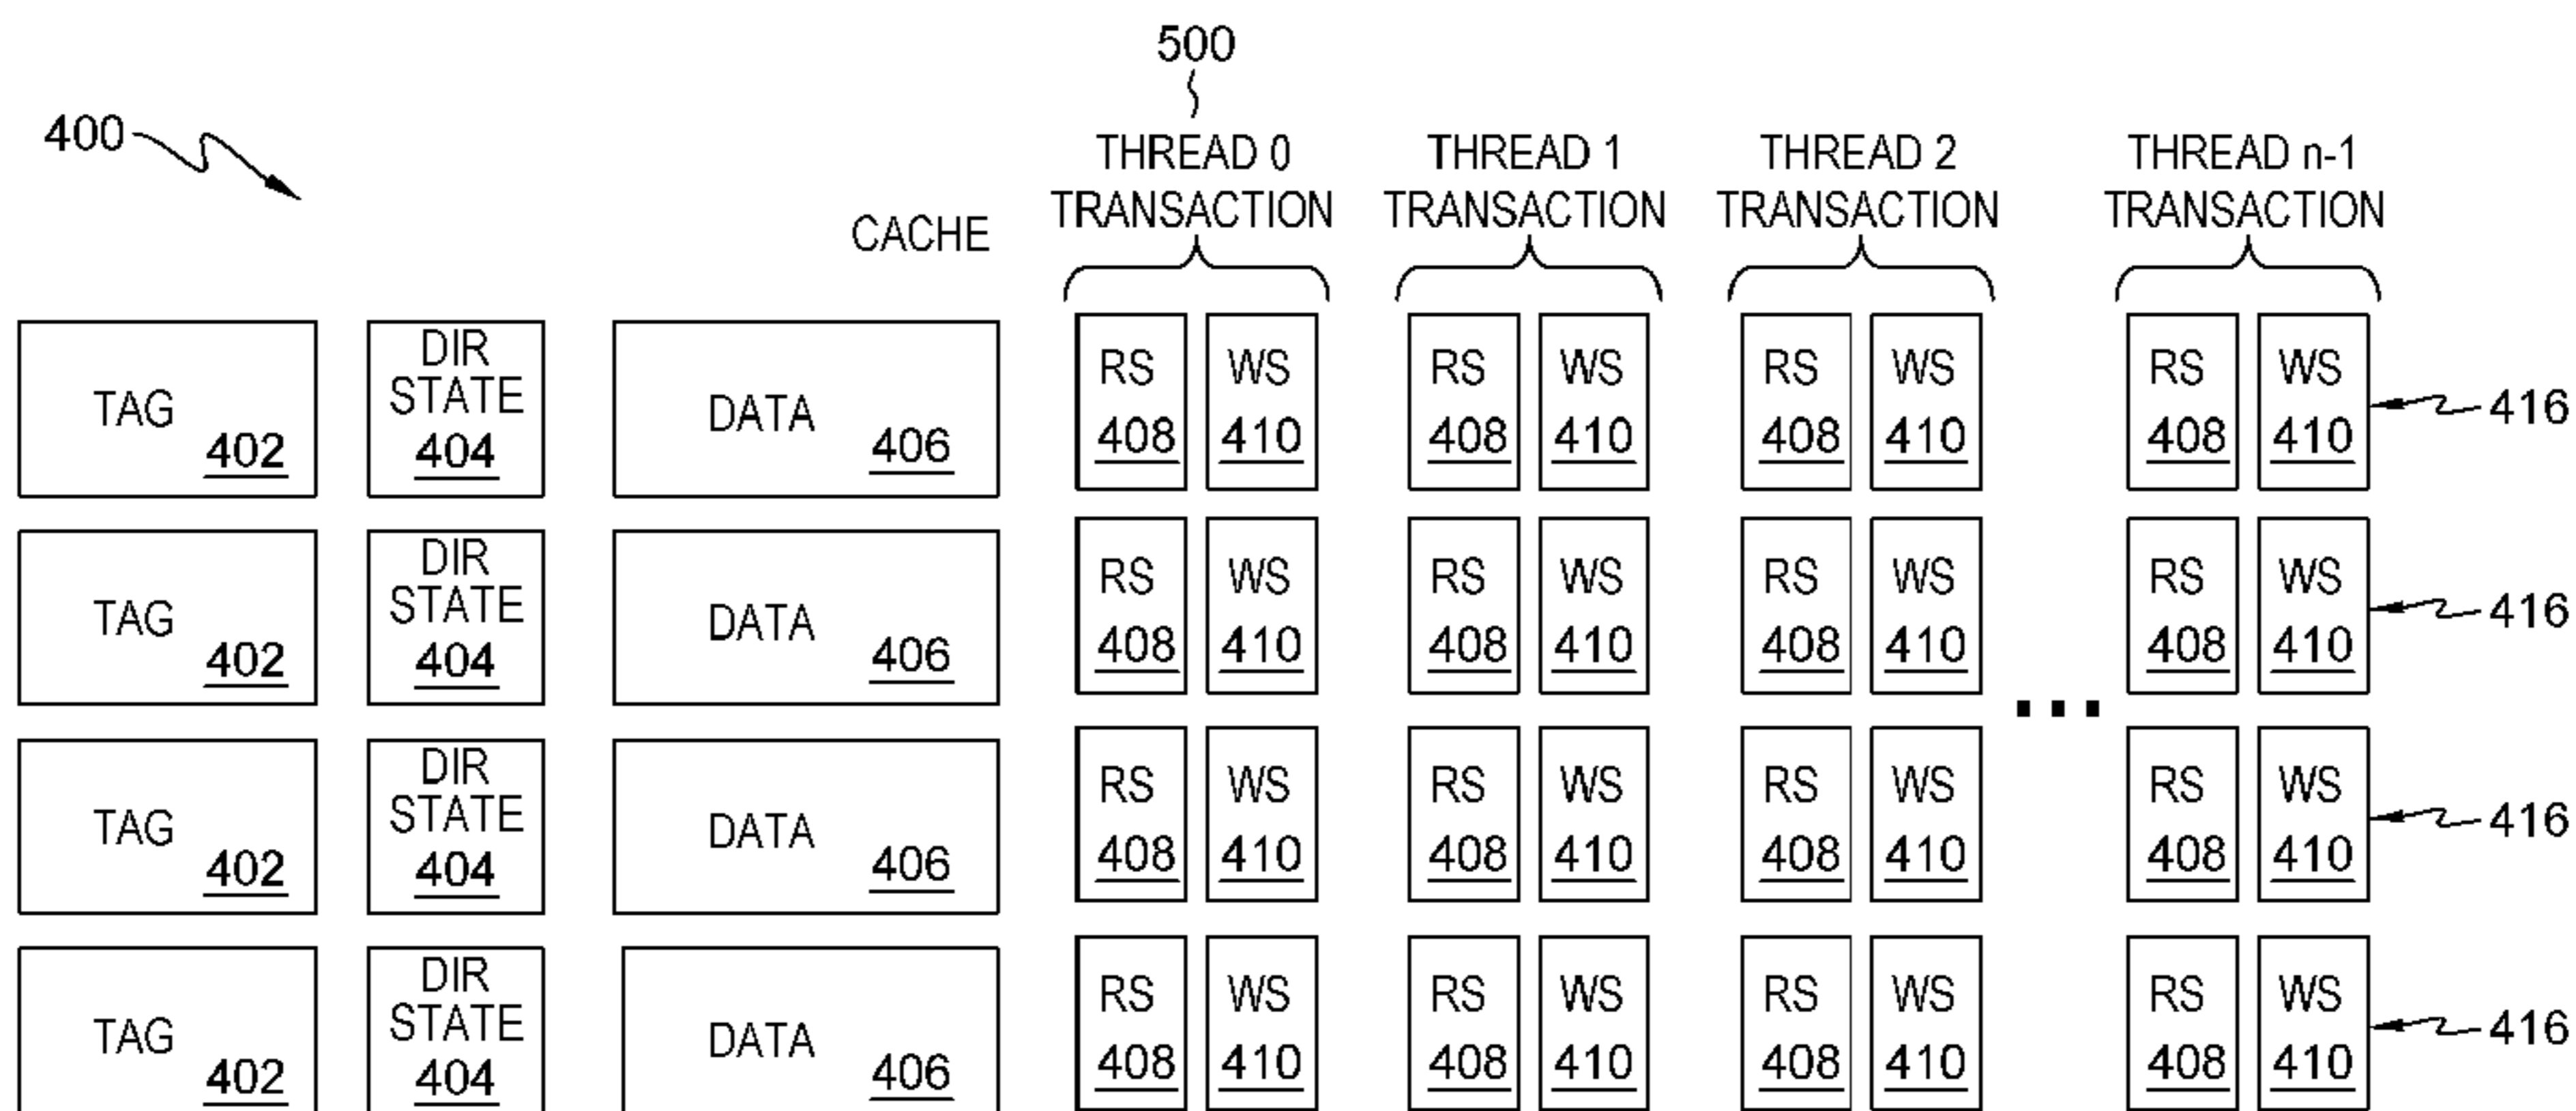 500
400
THREAD 0 THREAD 1 THREAD 2 THREAD n-1
TRANSACTION TRANSACTION TRANSACTION TRANSACTION
CACHE
DIR
STATE
TAG DATA RS WS RS WS RS WS RS WS
402 404 406 408 410 408 410 408 410 408 410 416
DIR
STATE
TAG DATA RS WS RS WS RS WS RS WS
402 404 406 408 410 408 410 408 410 408 410 416
...
DIR
STATE
TAG DATA RS WS RS WS RS WS RS WS
402 404 406 408 410 408 410 408 410 408 410 416
DIR
STATE
TAG DATA RS WS RS WS RS WS RS WS
402 404 406 408 410 408 410 408 410 408 410 416